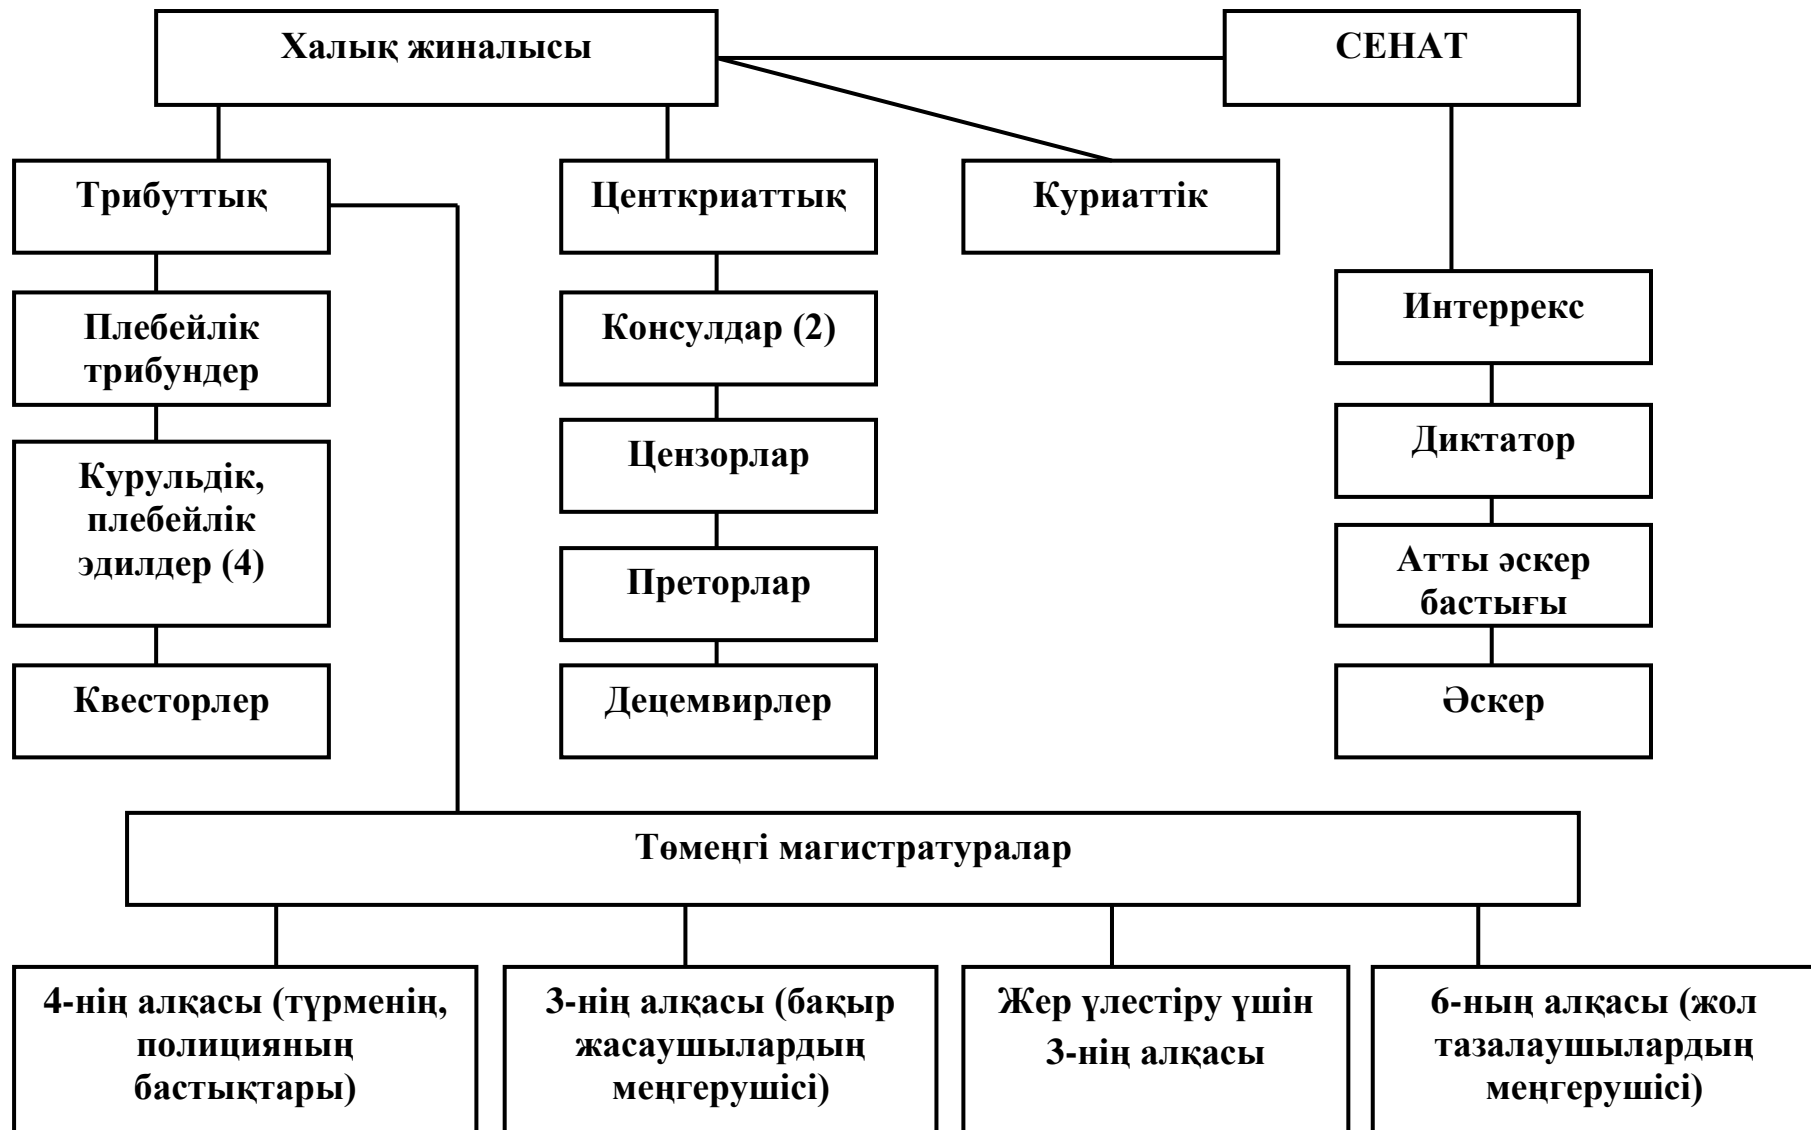 Халық жиналысы
СЕНАТ
Трибуттық
Центкриаттық
Куриаттік
Плебейлік
трибундер
Консулдар (2)
Интеррекс
Курульдік,
плебейлік
эдилдер (4)
Цензорлар
Диктатор
Преторлар
Атты әскер
бастығы
Квесторлер
Децемвирлер
Әскер
Төмеңгі магистратуралар
4-нің алқасы (түрменің,
полицияның
бастықтары)
3-нің алқасы (бақыр
жасаушылардың
меңгерушісі)
Жер үлестіру үшін
3-нің алқасы
6-ның алқасы (жол
тазалаушылардың
меңгерушісі)